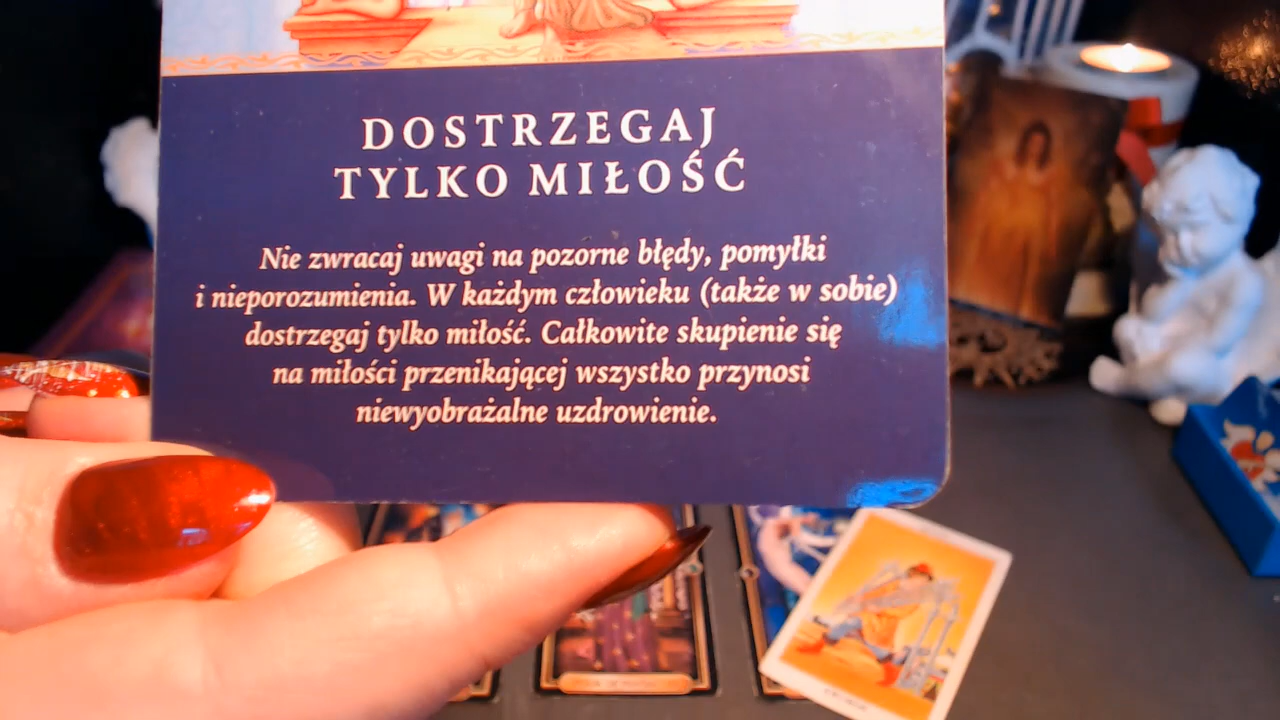 DOSTRZEGAJ
TYLKO MIŁOŚĆ
Nie zwracaj uwagi na pozorne błędy, pomyłki
i nieporozumienia. W każdym człowieku (także w sobie)
dostrzegaj tylko miłość. Całkowite skupienie się
na miłości przenikającej wszystko przynosi
niewyobrażalne uzdrowienie.